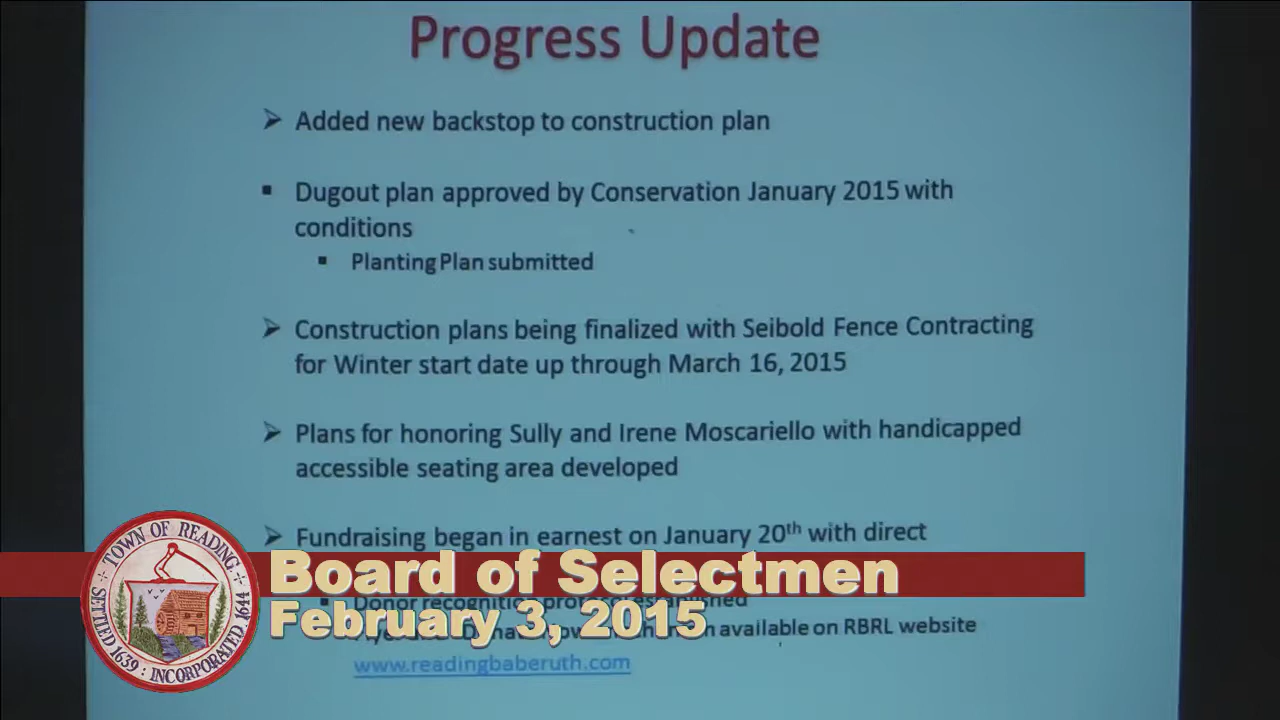 Progress Update
➢ Added new backstop to construction plan
▪ Dugout plan approved by Conservation January 2015 with
conditions
▪ Planting Plan submitted
➢ Construction plans being finalized with Seibold Fence Contracting
for Winter start date up through March 16, 2015
➢ Plans for honoring Sully and Irene Moscariello with handicapped
accessible seating area developed
➢ Fundraising began in earnest on January 20th with direct
Donor recognition
available on RBRL website
www.readingbaberuth.com
TOWN OF READING
SETTLED 1639 : INCORPORATED 1644
Board of Selectmen
February 3, 2015